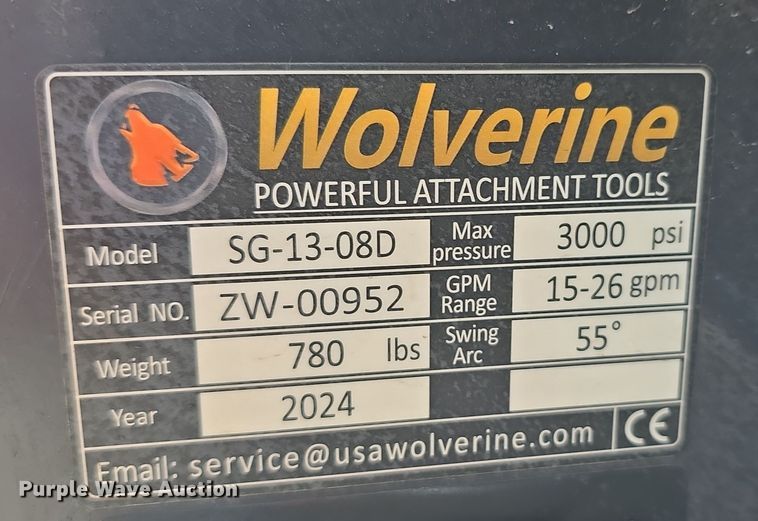 Wolverine
POWERFUL ATTACHMENT TOOLS
Model SG-13-08D Max pressure 3000 psi
Serial NO. ZW-00952 GPM Range 15-26 gpm
Weight 780 lbs Swing Arc 55°
Year 2024
Email: service@usawolverine.com CE
Purple Wave Auction